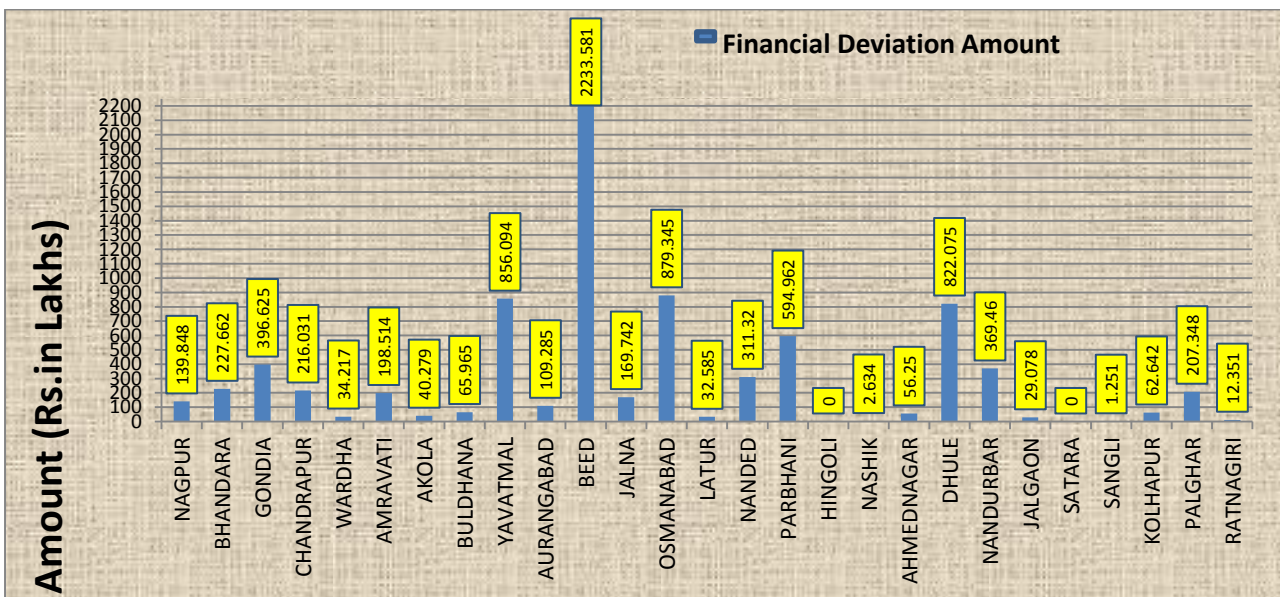 Financial Deviation Amount
Amount (Rs.in Lakhs)
2200
2100
2000
1900
1800
1700
1600
1500
1400
1300
1200
1100
1000
900
800
700
600
500
400
300
200
100
0
139.848
227.662
396.625
216.031
34.217
198.514
40.279
65.965
856.094
109.285
2233.581
169.742
879.345
32.585
311.32
594.962
0
2.634
56.25
822.075
369.46
29.078
0
1.251
62.642
207.348
12.351
NAGPUR
BHANDARA
GONDIA
CHANDRAPUR
WARDHA
AMRAVATI
AKOLA
BULDHANA
YAVATMAL
AURANGABAD
BEED
JALNA
OSMANABAD
LATUR
NANDED
PARBHANI
HINGOLI
NASHIK
AHMEDNAGAR
DHULE
NANDURBAR
JALGAON
SATARA
SANGLI
KOLHAPUR
PALGHAR
RATNAGIRI